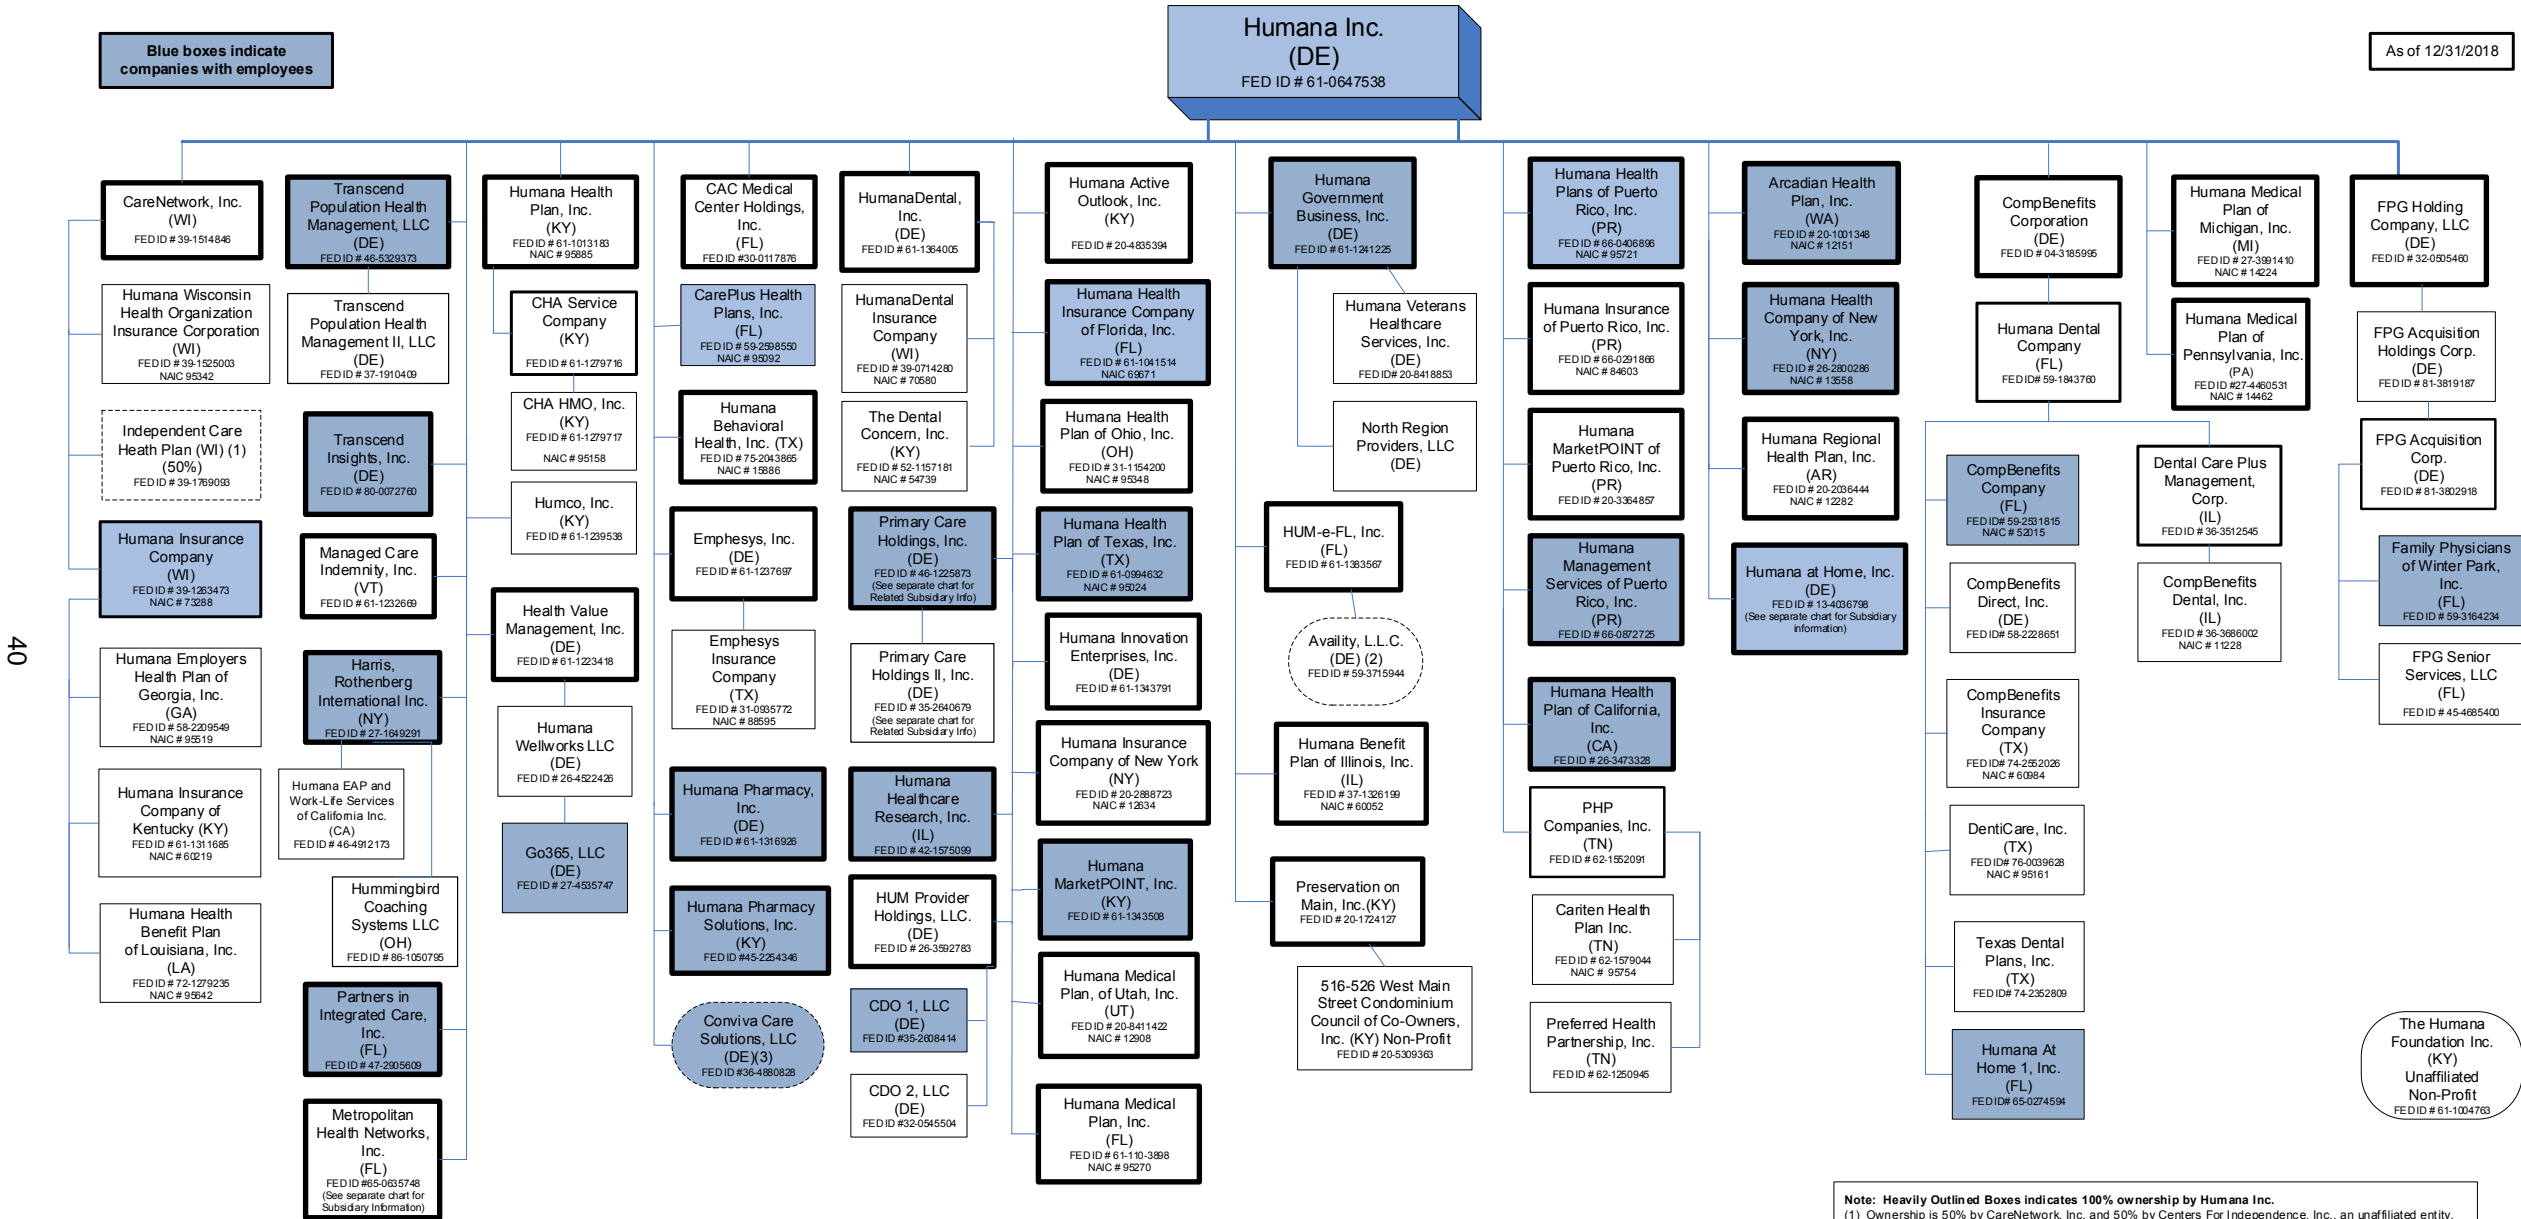 Humana Inc.
(DE)
FED ID # 61-0647538
Blue boxes indicate
companies with employees
As of 12/31/2018
CareNetwork, Inc.
(WI)
FED ID # 39-1514846
Humana Wisconsin
Health Organization
Insurance Corporation
(WI)
FED ID # 39-1525003
NAIC 95342
Independent Care
Heath Plan (WI) (1)
(50%)
FED ID # 39-1769093
Humana Insurance
Company
(WI)
FED ID # 39-1263473
NAIC # 73288
Humana Employers
Health Plan of
Georgia, Inc.
(GA)
FED ID # 58-2209549
NAIC # 95519
Humana Insurance
Company of
Kentucky (KY)
FED ID # 61-1311685
NAIC # 60219
Humana Health
Benefit Plan
of Louisiana, Inc.
(LA)
FED ID # 72-1279235
NAIC # 95642
Transcend
Population Health
Management, LLC
(DE)
FED ID # 46-5329373
Transcend
Population Health
Management II, LLC
(DE)
FED ID # 37-1910409
Transcend
Insights, Inc.
(DE)
FED ID # 80-0072760
Managed Care
Indemnity, Inc.
(VT)
FED ID # 61-1232669
Harris,
Rothenberg
International Inc.
(NY)
FED ID # 27-1649291
Humana EAP and
Work-Life Services
of California Inc.
(CA)
FED ID # 46-4912173
Hummingbird
Coaching
Systems LLC
(OH)
FED ID # 86-1050795
Partners in
Integrated Care,
Inc.
(FL)
FED ID # 47-2905609
Metropolitan
Health Networks,
Inc.
(FL)
FED ID #65-0635748
(See separate chart for
Subsidiary Information)
Humana Health
Plan, Inc.
(KY)
FED ID # 61-1013183
NAIC # 95885
CHA Service
Company
(KY)
FED ID # 61-1279716
CHA HMO, Inc.
(KY)
FED ID # 61-1279717
NAIC # 95158
Humco, Inc.
(KY)
FED ID # 61-1239538
Health Value
Management, Inc.
(DE)
FED ID # 61-1223418
Humana
Wellworks LLC
(DE)
FED ID # 26-4522426
Go365, LLC
(DE)
FED ID # 27-4535747
CAC Medical
Center Holdings,
Inc.
(FL)
FED ID #30-0117876
CarePlus Health
Plans, Inc.
(FL)
FED ID # 59-2598550
NAIC # 95092
Humana
Behavioral
Health, Inc. (TX)
FED ID # 75-2043865
NAIC # 15886
Emphesys, Inc.
(DE)
FED ID # 61-1237697
Emphesys
Insurance
Company
(TX)
FED ID # 31-0935772
NAIC # 88595
Humana Pharmacy,
Inc.
(DE)
FED ID # 61-1316926
Humana Pharmacy
Solutions, Inc.
(KY)
FED ID #45-2254346
Conviva Care
Solutions, LLC
(DE)(3)
FED ID #36-4880828
HumanaDental,
Inc.
(DE)
FED ID # 61-1364005
HumanaDental
Insurance
Company
(WI)
FED ID # 39-0714280
NAIC # 70580
The Dental
Concern, Inc.
(KY)
FED ID # 52-1157181
NAIC # 54739
Primary Care
Holdings, Inc.
(DE)
FED ID # 46-1225873
(See separate chart for
Related Subsidiary Info)
Primary Care
Holdings II, Inc.
(DE)
FED ID # 35-2640679
(See separate chart for
Related Subsidiary Info)
Humana
Healthcare
Research, Inc.
(IL)
FED ID # 42-1575099
HUM Provider
Holdings, LLC.
(DE)
FED ID # 26-3592783
CDO 1, LLC
(DE)
FED ID #35-2608414
CDO 2, LLC
(DE)
FED ID #32-0545504
Humana Active
Outlook, Inc.
(KY)
FED ID # 20-4835394
Humana Health
Insurance Company
of Florida, Inc.
(FL)
FED ID # 61-1041514
NAIC 69671
Humana Health
Plan of Ohio, Inc.
(OH)
FED ID # 31-1154200
NAIC # 95348
Humana Health
Plan of Texas, Inc.
(TX)
FED ID # 61-0994632
NAIC # 95024
Humana Innovation
Enterprises, Inc.
(DE)
FED ID # 61-1343791
Humana Insurance
Company of New York
(NY)
FED ID # 20-2888723
NAIC # 12634
Humana
MarketPOINT, Inc.
(KY)
FED ID # 61-1343508
Humana Medical
Plan, of Utah, Inc.
(UT)
FED ID # 20-8411422
NAIC # 12908
Humana Medical
Plan, Inc.
(FL)
FED ID # 61-110-3898
NAIC # 95270
Humana
Government
Business, Inc.
(DE)
FED ID # 61-1241225
Humana Veterans
Healthcare
Services, Inc.
(DE)
FED ID# 20-8418853
North Region
Providers, LLC
(DE)
HUM-e-FL, Inc.
(FL)
FED ID # 61-1383567
Availity, L.L.C.
(DE) (2)
FED ID # 59-3715944
Humana Benefit
Plan of Illinois, Inc.
(IL)
FED ID # 37-1326199
NAIC # 60052
Preservation on
Main, Inc.(KY)
FED ID # 20-1724127
516-526 West Main
Street Condominium
Council of Co-Owners,
Inc. (KY) Non-Profit
FED ID # 20-5309363
Humana Health
Plans of Puerto
Rico, Inc.
(PR)
FED ID # 66-0406896
NAIC # 95721
Humana Insurance
of Puerto Rico, Inc.
(PR)
FED ID # 66-0291866
NAIC # 84603
Humana
MarketPOINT of
Puerto Rico, Inc.
(PR)
FED ID # 20-3364857
Humana
Management
Services of Puerto
Rico, Inc.
(PR)
FED ID # 66-0872725
Humana Health
Plan of California,
Inc.
(CA)
FED ID # 26-3473328
PHP
Companies, Inc.
(TN)
FED ID # 62-1552091
Cariten Health
Plan Inc.
(TN)
FED ID # 62-1579044
NAIC # 95754
Preferred Health
Partnership, Inc.
(TN)
FED ID # 62-1250945
Arcadian Health
Plan, Inc.
(WA)
FED ID # 20-1001348
NAIC # 12151
Humana Health
Company of New
York, Inc.
(NY)
FED ID # 26-2800286
NAIC # 13558
Humana Regional
Health Plan, Inc.
(AR)
FED ID # 20-2036444
NAIC # 12282
Humana at Home, Inc.
(DE)
FED ID # 13-4036798
(See separate chart for Subsidiary
information)
CompBenefits
Corporation
(DE)
FED ID # 04-3185995
Humana Dental
Company
(FL)
FED ID# 59-1843760
CompBenefits
Company
(FL)
FED ID# 59-2531815
NAIC # 52015
CompBenefits
Direct, Inc.
(DE)
FED ID# 58-2228651
CompBenefits
Insurance
Company
(TX)
FED ID# 74-2552026
NAIC # 60984
DentiCare, Inc.
(TX)
FED ID# 76-0039628
NAIC # 95161
Texas Dental
Plans, Inc.
(TX)
FED ID# 74-2352809
Humana At
Home 1, Inc.
(FL)
FED ID# 65-0274594
Dental Care Plus
Management,
Corp.
(IL)
FED ID # 36-3512545
CompBenefits
Dental, Inc.
(IL)
FED ID # 36-3686002
NAIC # 11228
Humana Medical
Plan of
Michigan, Inc.
(MI)
FED ID # 27-3991410
NAIC # 14224
Humana Medical
Plan of
Pennsylvania, Inc.
(PA)
FED ID #27-4460531
NAIC # 14462
FPG Holding
Company, LLC
(DE)
FED ID # 32-0505460
FPG Acquisition
Holdings Corp.
(DE)
FED ID # 81-3819187
FPG Acquisition
Corp.
(DE)
FED ID # 81-3802918
Family Physicians
of Winter Park,
Inc.
(FL)
FED ID # 59-3164234
FPG Senior
Services, LLC
(FL)
FED ID # 45-4685400
The Humana
Foundation Inc.
(KY)
Unaffiliated
Non-Profit
FED ID # 61-1004763
Note: Heavily Outlined Boxes indicates 100% ownership by Humana Inc.
(1) Ownership is 50% by CareNetwork, Inc. and 50% by Centers For Independence, Inc., an unaffiliated entity.
40